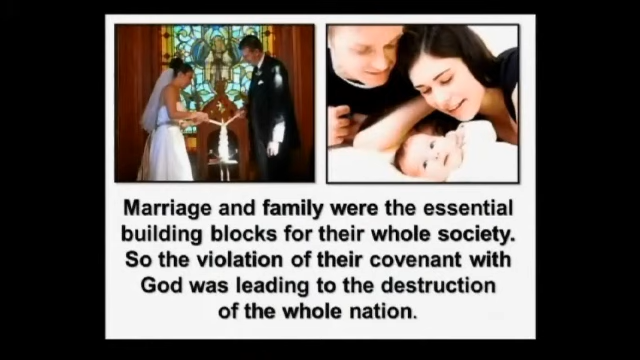 Marriage and family were the essential
building blocks for their whole society.
So the violation of their covenant with
God was leading to the destruction
of the whole nation.